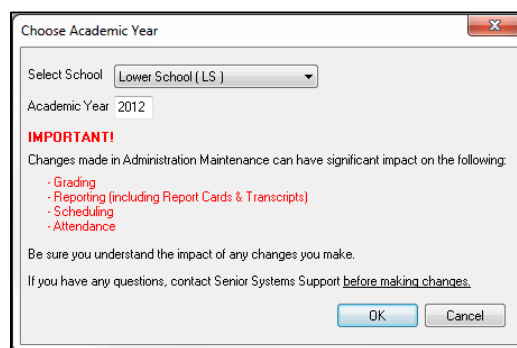 Choose Academic Year
Select School Lower School ( LS )
Academic Year 2012
IMPORTANT!
Changes made in Administration Maintenance can have significant impact on the following:
- Grading
- Reporting (including Report Cards & Transcripts)
- Scheduling
- Attendance
Be sure you understand the impact of any changes you make.
If you have any questions, contact Senior Systems Support before making changes.
OK Cancel